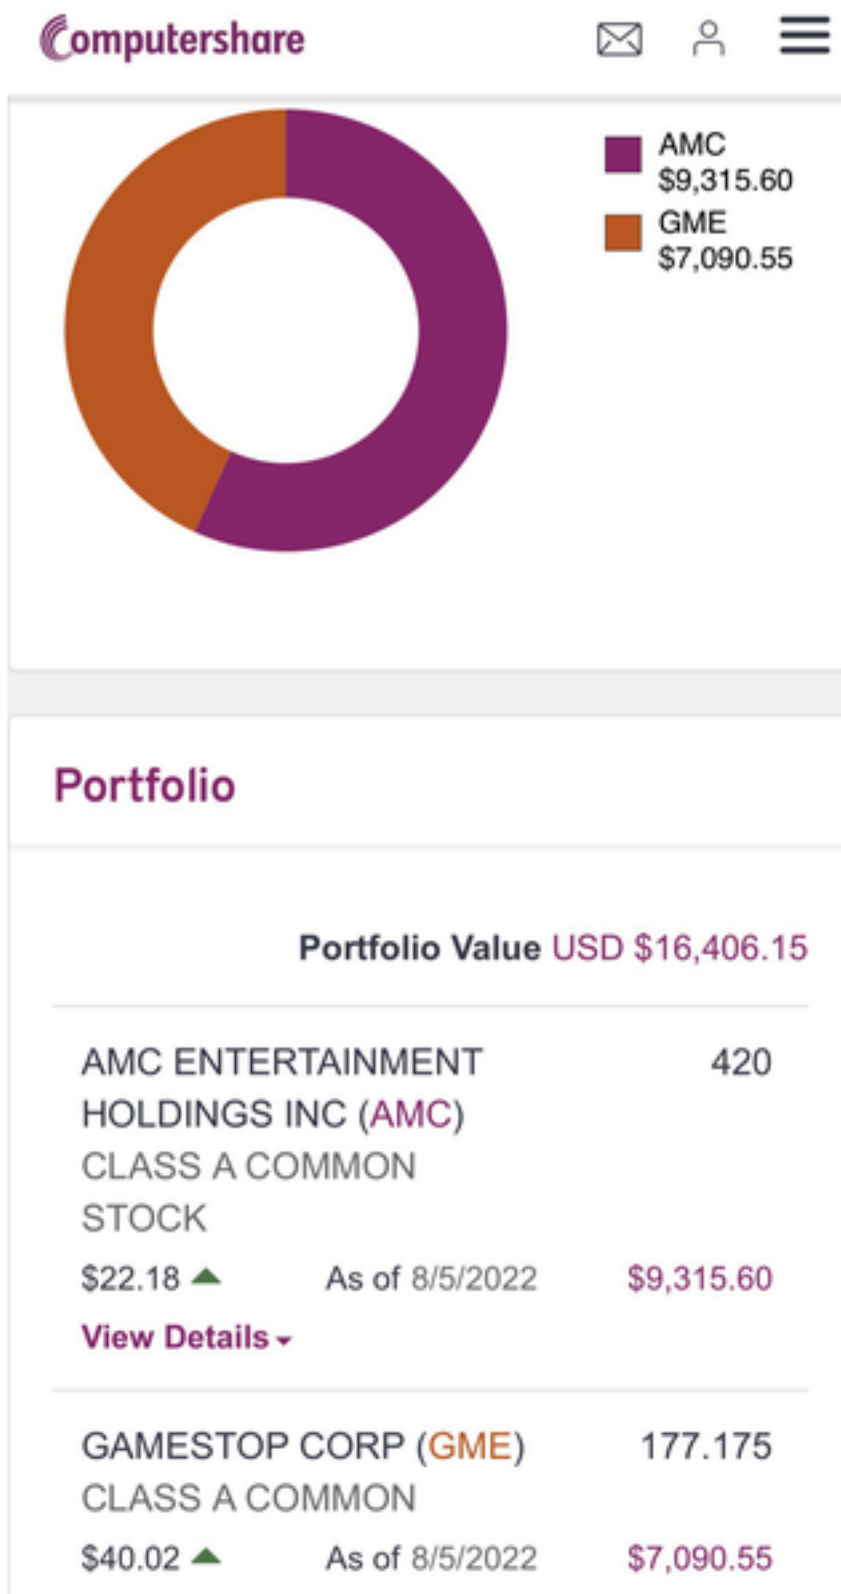 Computershare
AMC
$9,315.60
GME
$7,090.55
Portfolio
Portfolio Value USD $16,406.15
AMC ENTERTAINMENT 420
HOLDINGS INC (AMC)
CLASS A COMMON
STOCK
$22.18 As of 8/5/2022 $9,315.60
View Details
GAMESTOP CORP (GME) 177.175
CLASS A COMMON
$40.02 As of 8/5/2022 $7,090.55